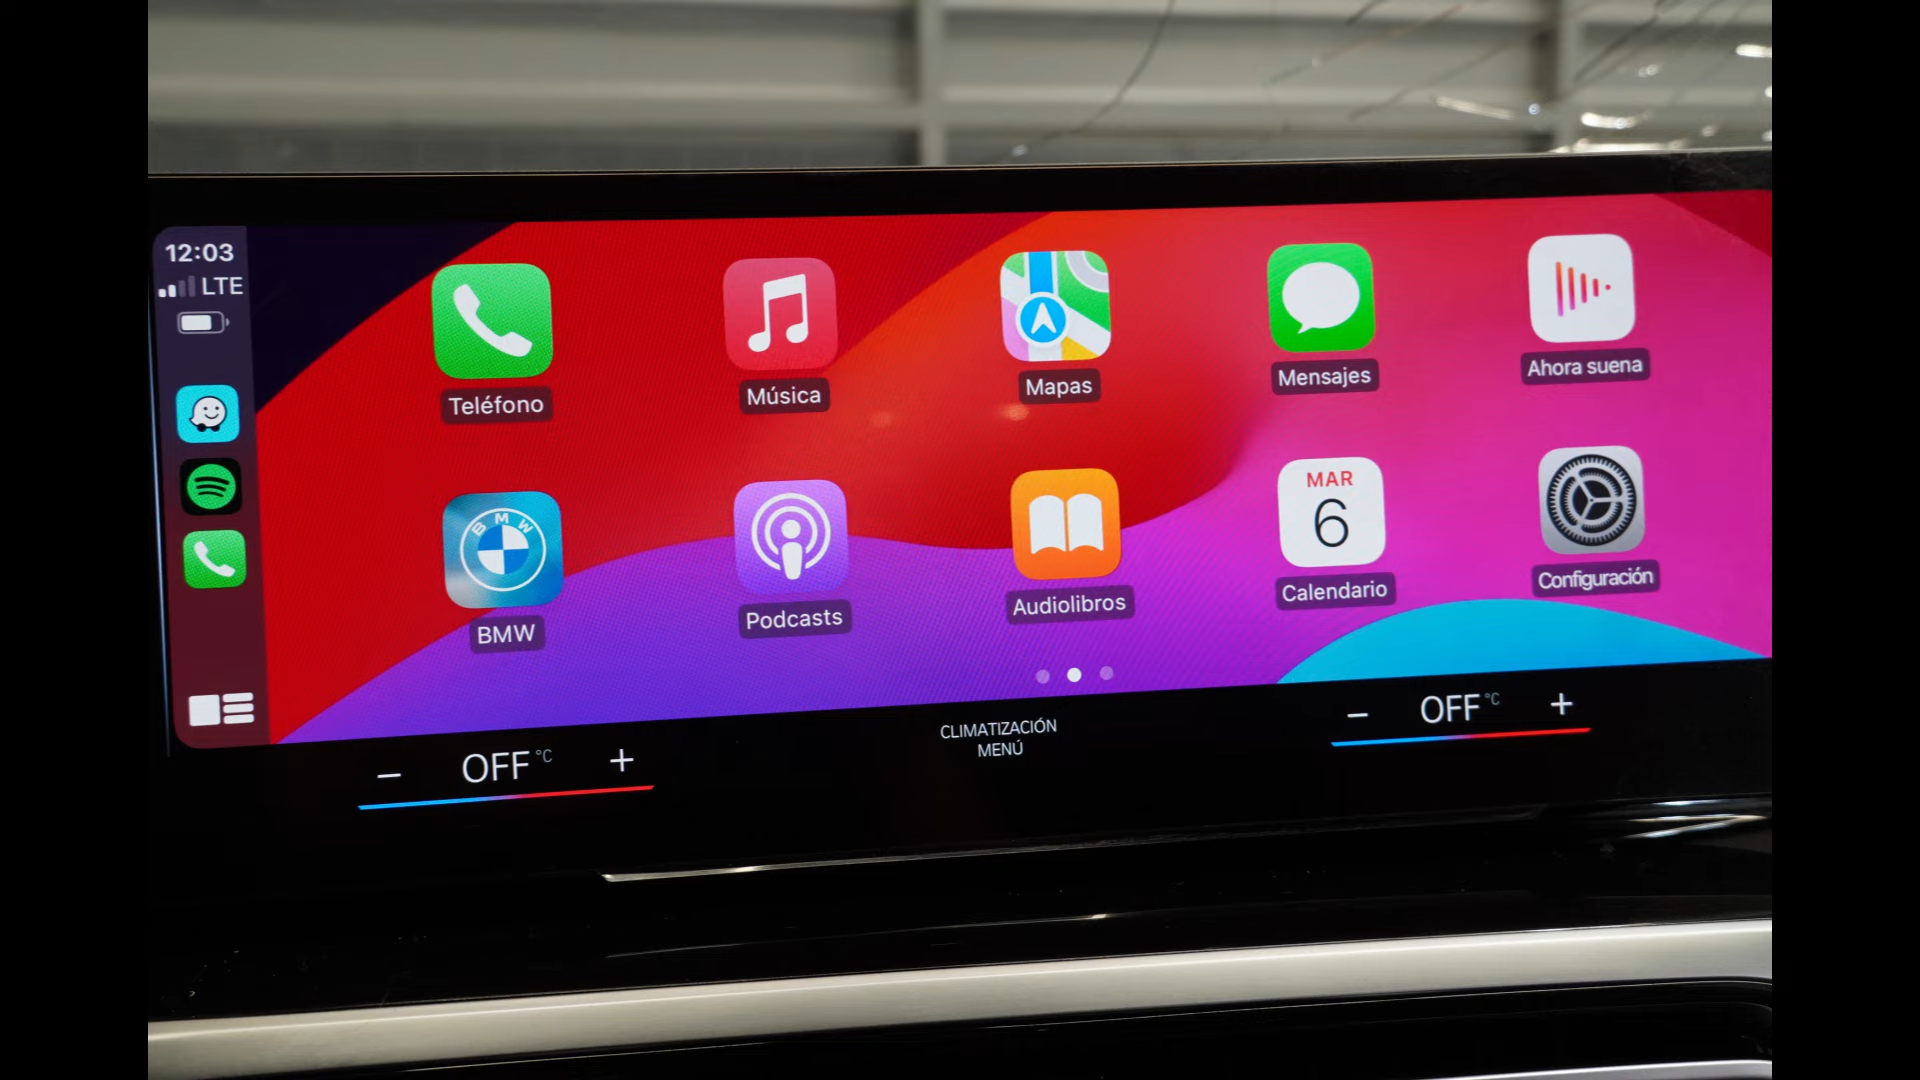 12:03
LTE
Teléfono
Música
Mapas
Mensajes
Ahora suena
BMW
BMW
Podcasts
Audiolibros
MAR
6
Calendario
Configuración
− OFF °C +
CLIMATIZACIÓN
MENÚ
− OFF °C +